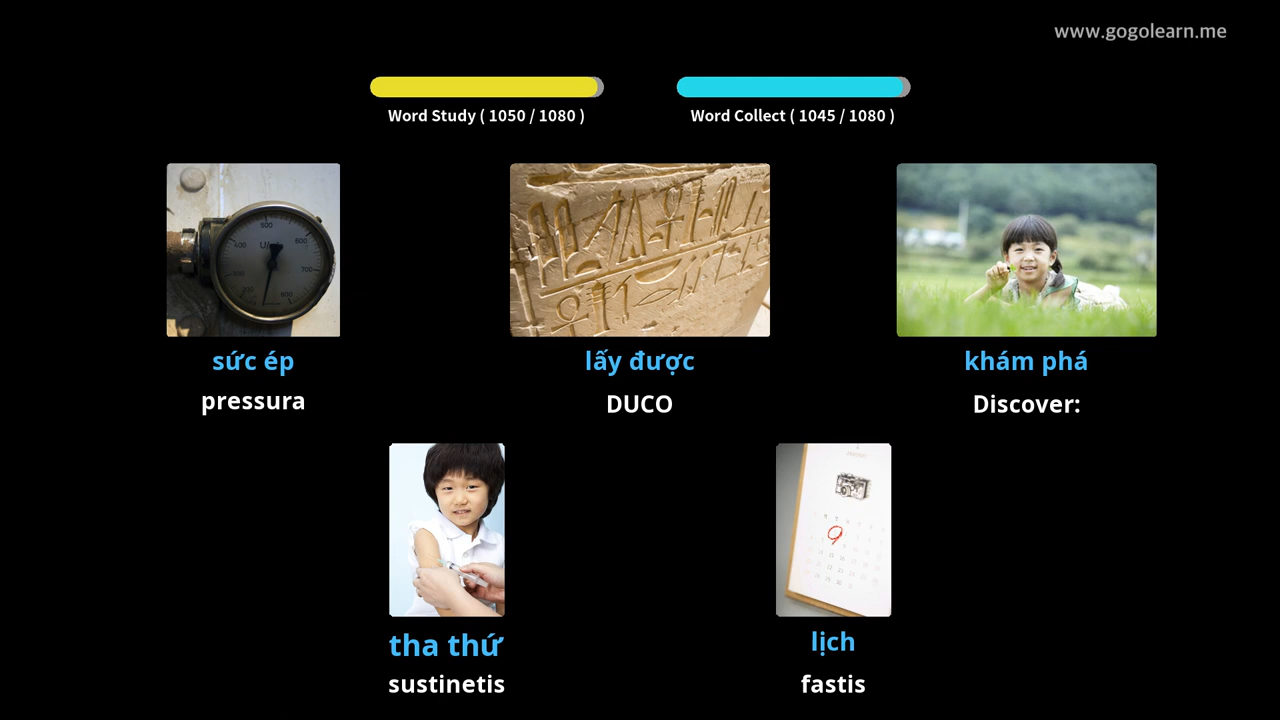 www.gogolearn.me
Word Study ( 1050 / 1080 )
Word Collect ( 1045 / 1080 )
sức ép
pressura
lấy được
DUCO
khám phá
Discover:
tha thứ
sustinetis
lịch
fastis